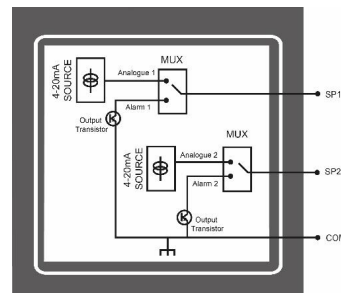 MUX
4-20mA
SOURCE
Analogue 1
SP1
Alarm 1
Output
Transistor
MUX
4-20mA
SOURCE
Analogue 2
SP2
Alarm 2
Output
Transistor